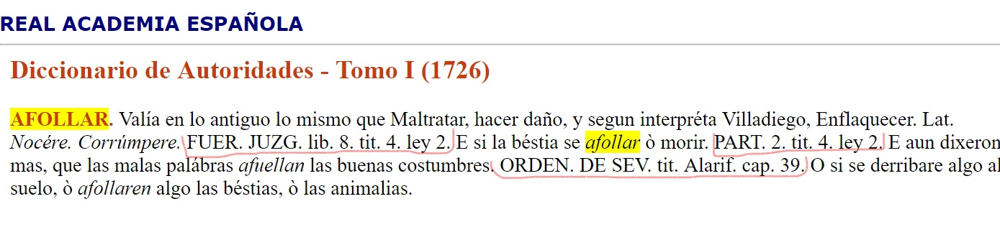 REAL ACADEMIA ESPAÑOLA
Diccionario de Autoridades - Tomo I (1726)
AFOLLAR. Valía en lo antiguo lo mismo que Maltratar, hacer daño, y segun interpréta Villadiego, Enflaquecer. Lat.
Nocére. Corrúmpere. FUER. JUZG. lib. 8. tit. 4. ley 2. E si la béstia se afollar ò morir. PART. 2. tit. 4. ley 2. E aun dixeron
mas, que las malas palábras afuellan las buenas costumbres. ORDEN. DE SEV. tit. Alarif. cap. 39. O si se derribare algo al
suelo, ò afollaren algo las béstias, ò las animalias.